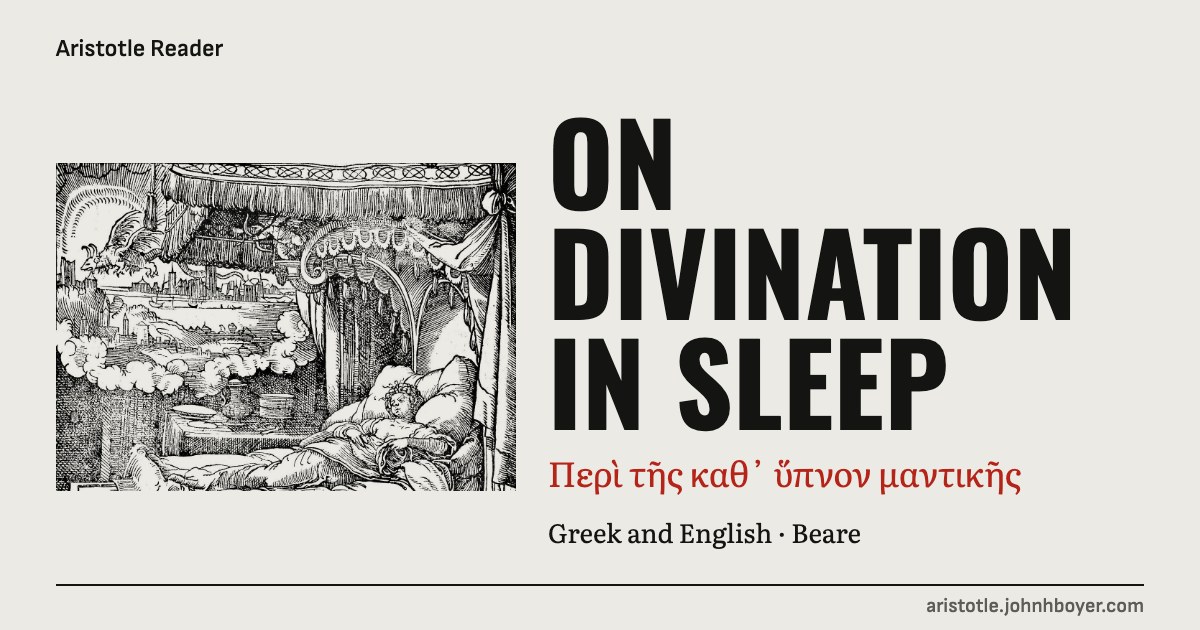 Aristotle Reader
ON
DIVINATION
IN SLEEP
Περὶ τῆς καθ᾽ ὕπνον μαντικῆς
Greek and English · Beare
aristotle.johnhboyer.com